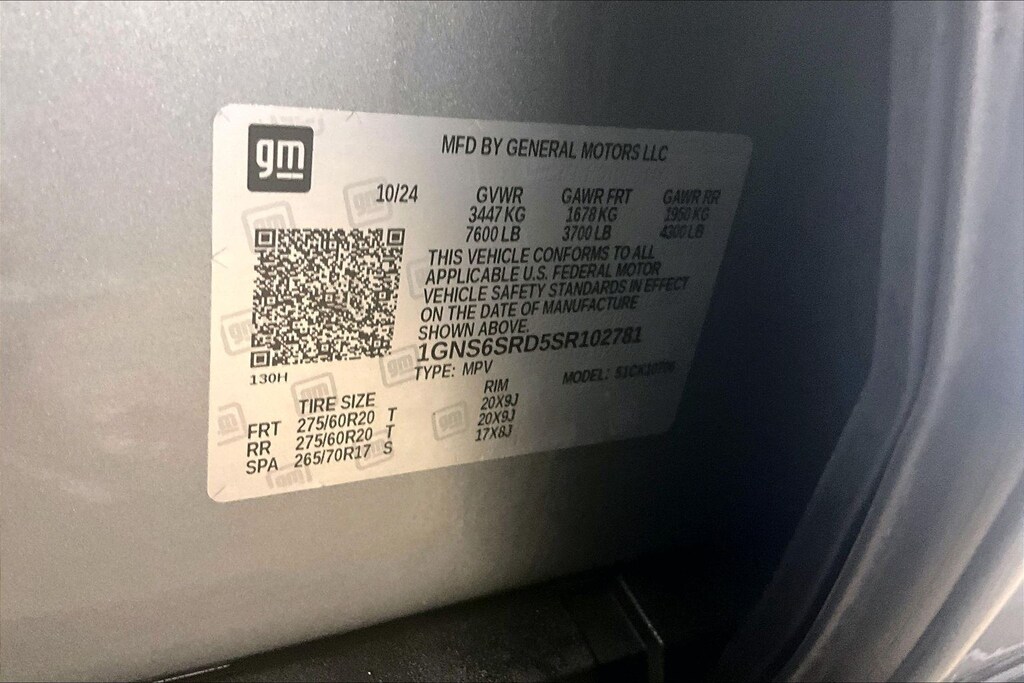 gm
MFD BY GENERAL MOTORS LLC
10/24 GVWR GAWR FRT GAWR RR
3447 KG 1678 KG 1950 KG
7600 LB 3700 LB 4300 LB
THIS VEHICLE CONFORMS TO ALL
APPLICABLE U.S. FEDERAL MOTOR
VEHICLE SAFETY STANDARDS IN EFFECT
ON THE DATE OF MANUFACTURE
SHOWN ABOVE.
1GNS6SRD5SR102781
130H
TYPE: MPV MODEL:
TIRE SIZE RIM
FRT 275/60R20 T 20X9J
RR 275/60R20 T 20X9J
SPA 265/70R17 S 17X8J